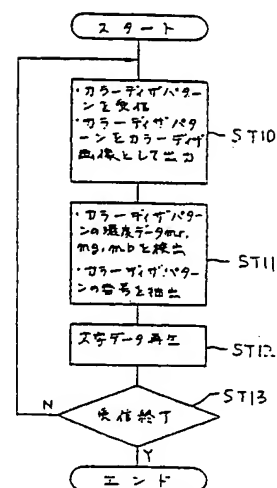 スタート
・カラーディザパター
ンを受信
・カラーディザパタ
ーンをカラーディザ
画像として出力
ST10
・カラーディザパター
ンの濃度データmr,
mg,mbを検出
・カラーディザパター
ンの番号を抽出
ST11
文字データ再生
ST12
ST13
N
受信終了
Y
エンド